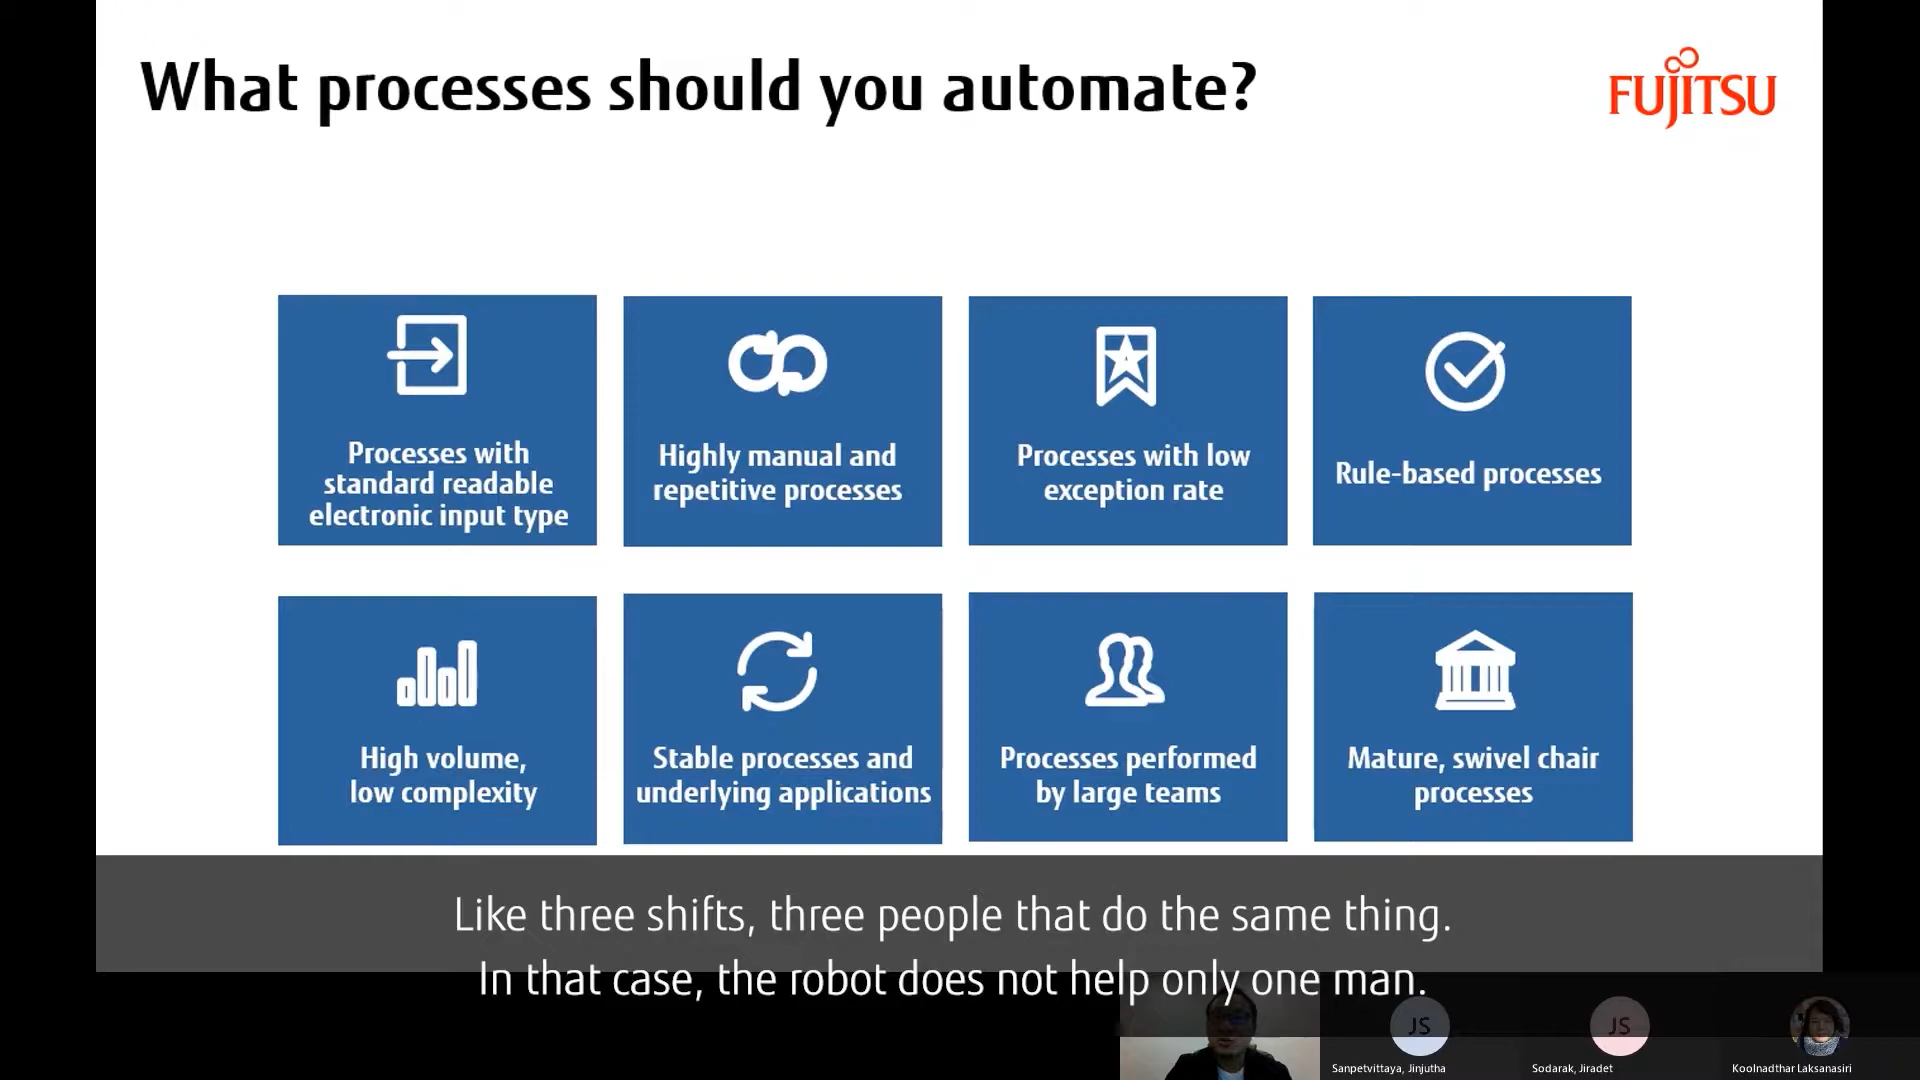 What processes should you automate?
FUJITSU
Processes with
standard readable
electronic input type
Highly manual and
repetitive processes
Processes with low
exception rate
Rule-based processes
High volume,
low complexity
Stable processes and
underlying applications
Processes performed
by large teams
Mature, swivel chair
processes
Like three shifts, three people that do the same thing.
In that case, the robot does not help only one man.
JS
JS
Sanpetvittaya, Jinjutha
Sodarak, Jiradet
Koolnadthar Laksanasiri